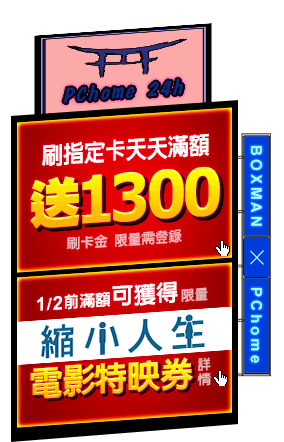 PChome 24h
刷指定卡天天滿額
送1300
刷卡金 限量需登錄
1/2前滿額可獲得限量
縮小人生
電影特映券 詳情
BOXMAN × PChome